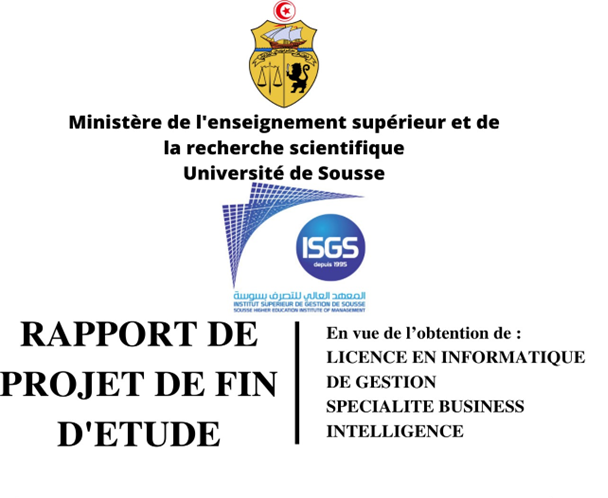 Ministère de l'enseignement supérieur et de
la recherche scientifique
Université de Sousse
ISGS
depuis 1995
المعهد العالي للتصرف بسوسة
INSTITUT SUPERIEUR DE GESTION DE SOUSSE
SOUSSE HIGHER EDUCATION INSTITUTE OF MANAGEMENT
RAPPORT DE
PROJET DE FIN
D'ETUDE
En vue de l'obtention de :
LICENCE EN INFORMATIQUE
DE GESTION
SPECIALITE BUSINESS
INTELLIGENCE